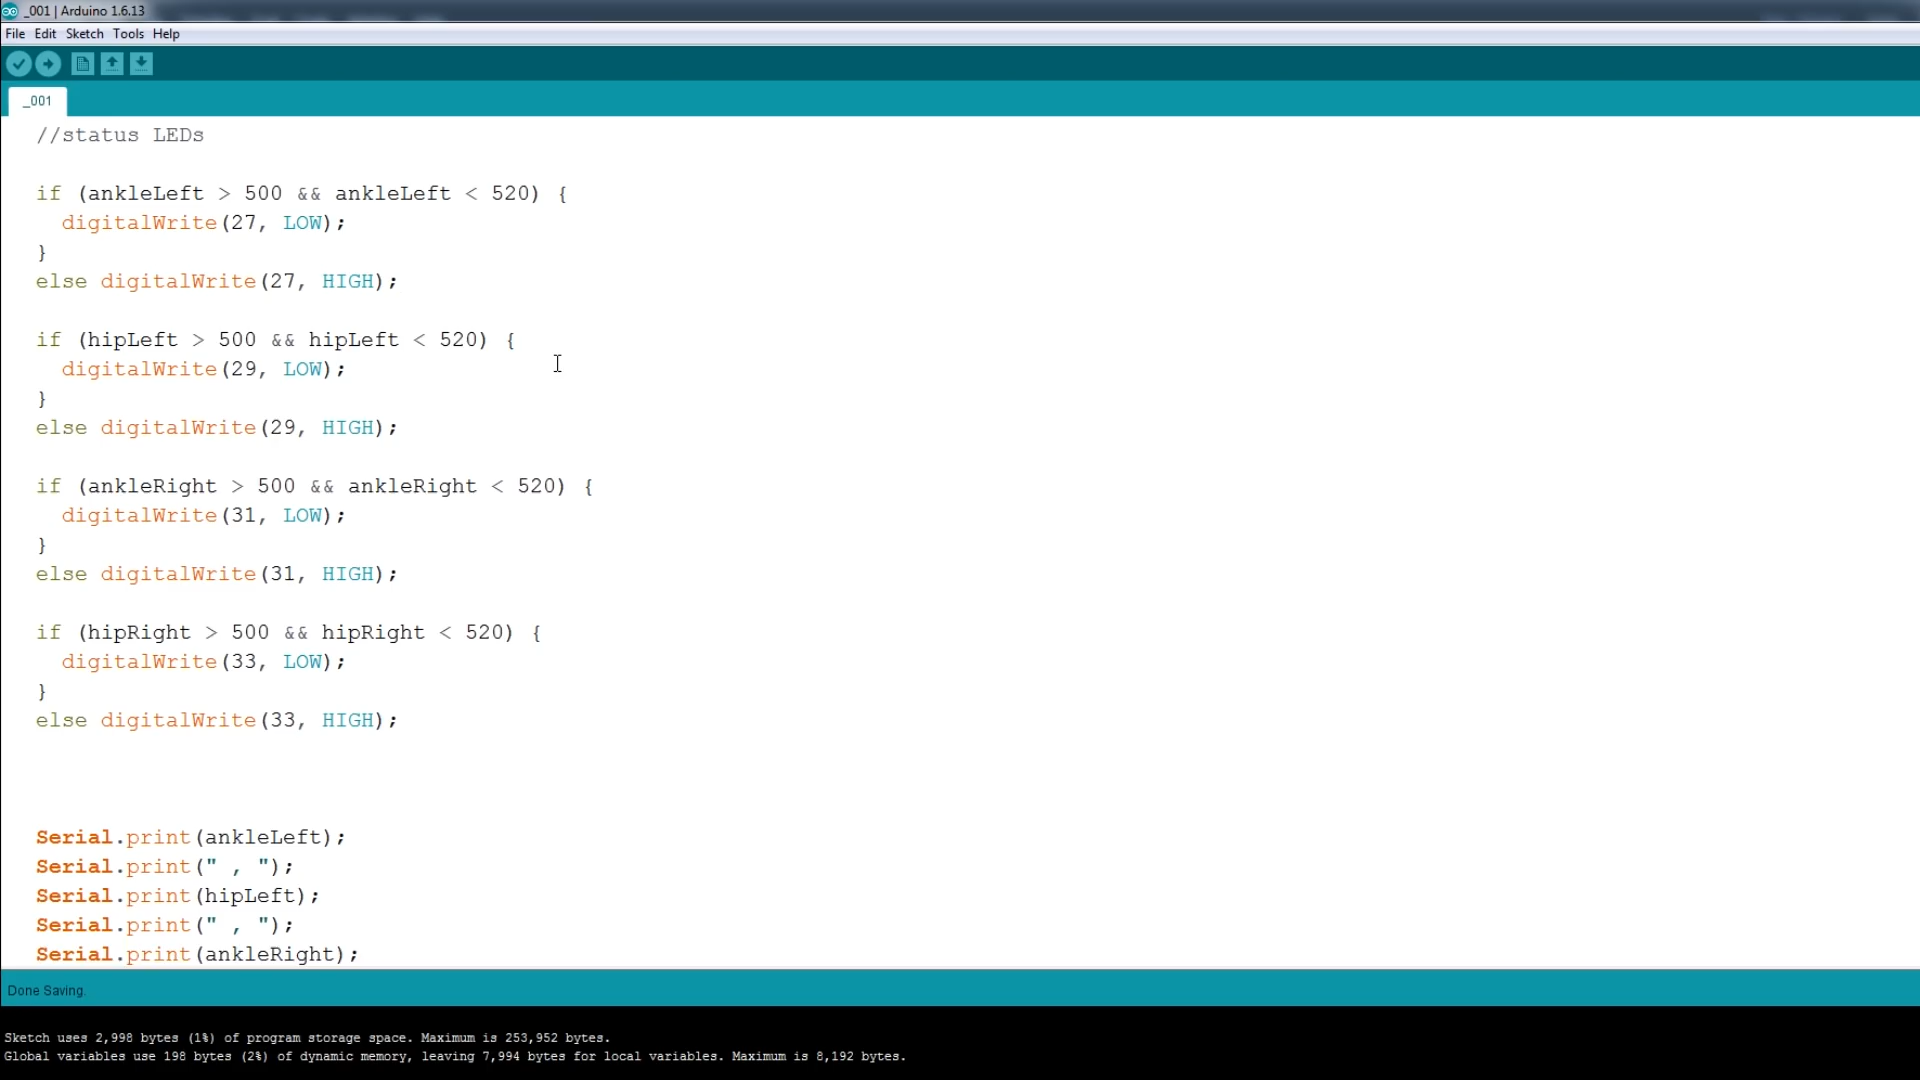 _001 | Arduino 1.6.13
File Edit Sketch Tools Help
_001
//status LEDs
if (ankleLeft > 500 && ankleLeft < 520) {
digitalWrite(27, LOW);
}
else digitalWrite(27, HIGH);
if (hipLeft > 500 && hipLeft < 520) {
digitalWrite(29, LOW);
}
else digitalWrite(29, HIGH);
if (ankleRight > 500 && ankleRight < 520) {
digitalWrite(31, LOW);
}
else digitalWrite(31, HIGH);
if (hipRight > 500 && hipRight < 520) {
digitalWrite(33, LOW);
}
else digitalWrite(33, HIGH);
Serial.print(ankleLeft);
Serial.print(" , ");
Serial.print(hipLeft);
Serial.print(" , ");
Serial.print(ankleRight);
Done Saving.
Sketch uses 2,998 bytes (1%) of program storage space. Maximum is 253,952 bytes.
Global variables use 198 bytes (2%) of dynamic memory, leaving 7,994 bytes for local variables. Maximum is 8,192 bytes.